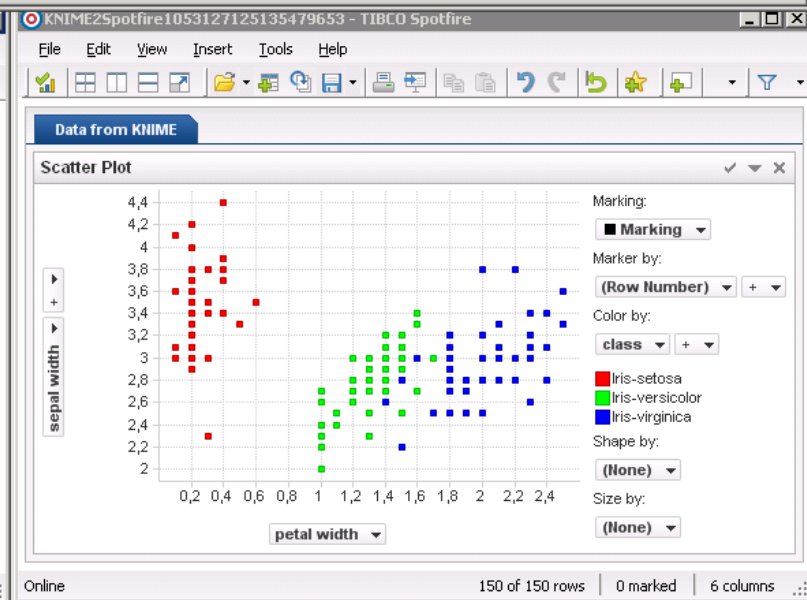 KNIME2Spotfire1053127125135479653 - TIBCO Spotfire
File Edit View Insert Tools Help
Data from KNIME
Scatter Plot
4,4
4,2
4
3,8
3,6
3,4
3,2
3
2,8
2,6
2,4
2,2
2
sepal width
+
0,2 0,4 0,6 0,8 1 1,2 1,4 1,6 1,8 2 2,2 2,4
petal width
Marking:
Marking
Marker by:
(Row Number) +
Color by:
class +
Iris-setosa
Iris-versicolor
Iris-virginica
Shape by:
(None)
Size by:
(None)
Online 150 of 150 rows 0 marked 6 columns